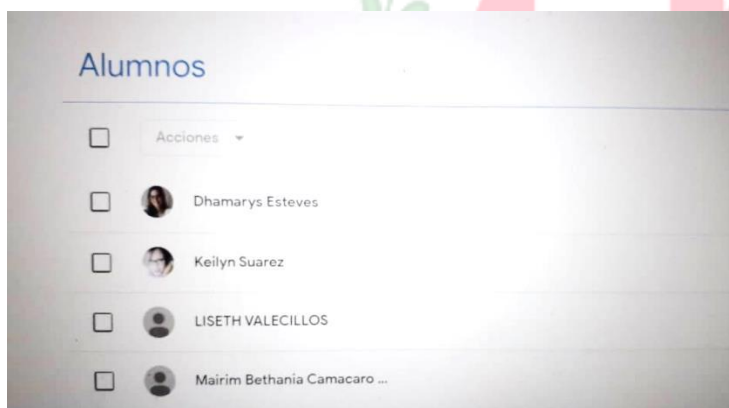 Alumnos
Acciones
Dhamarys Esteves
Keilyn Suarez
LISETH VALECILLOS
Mairim Bethania Camacaro ...